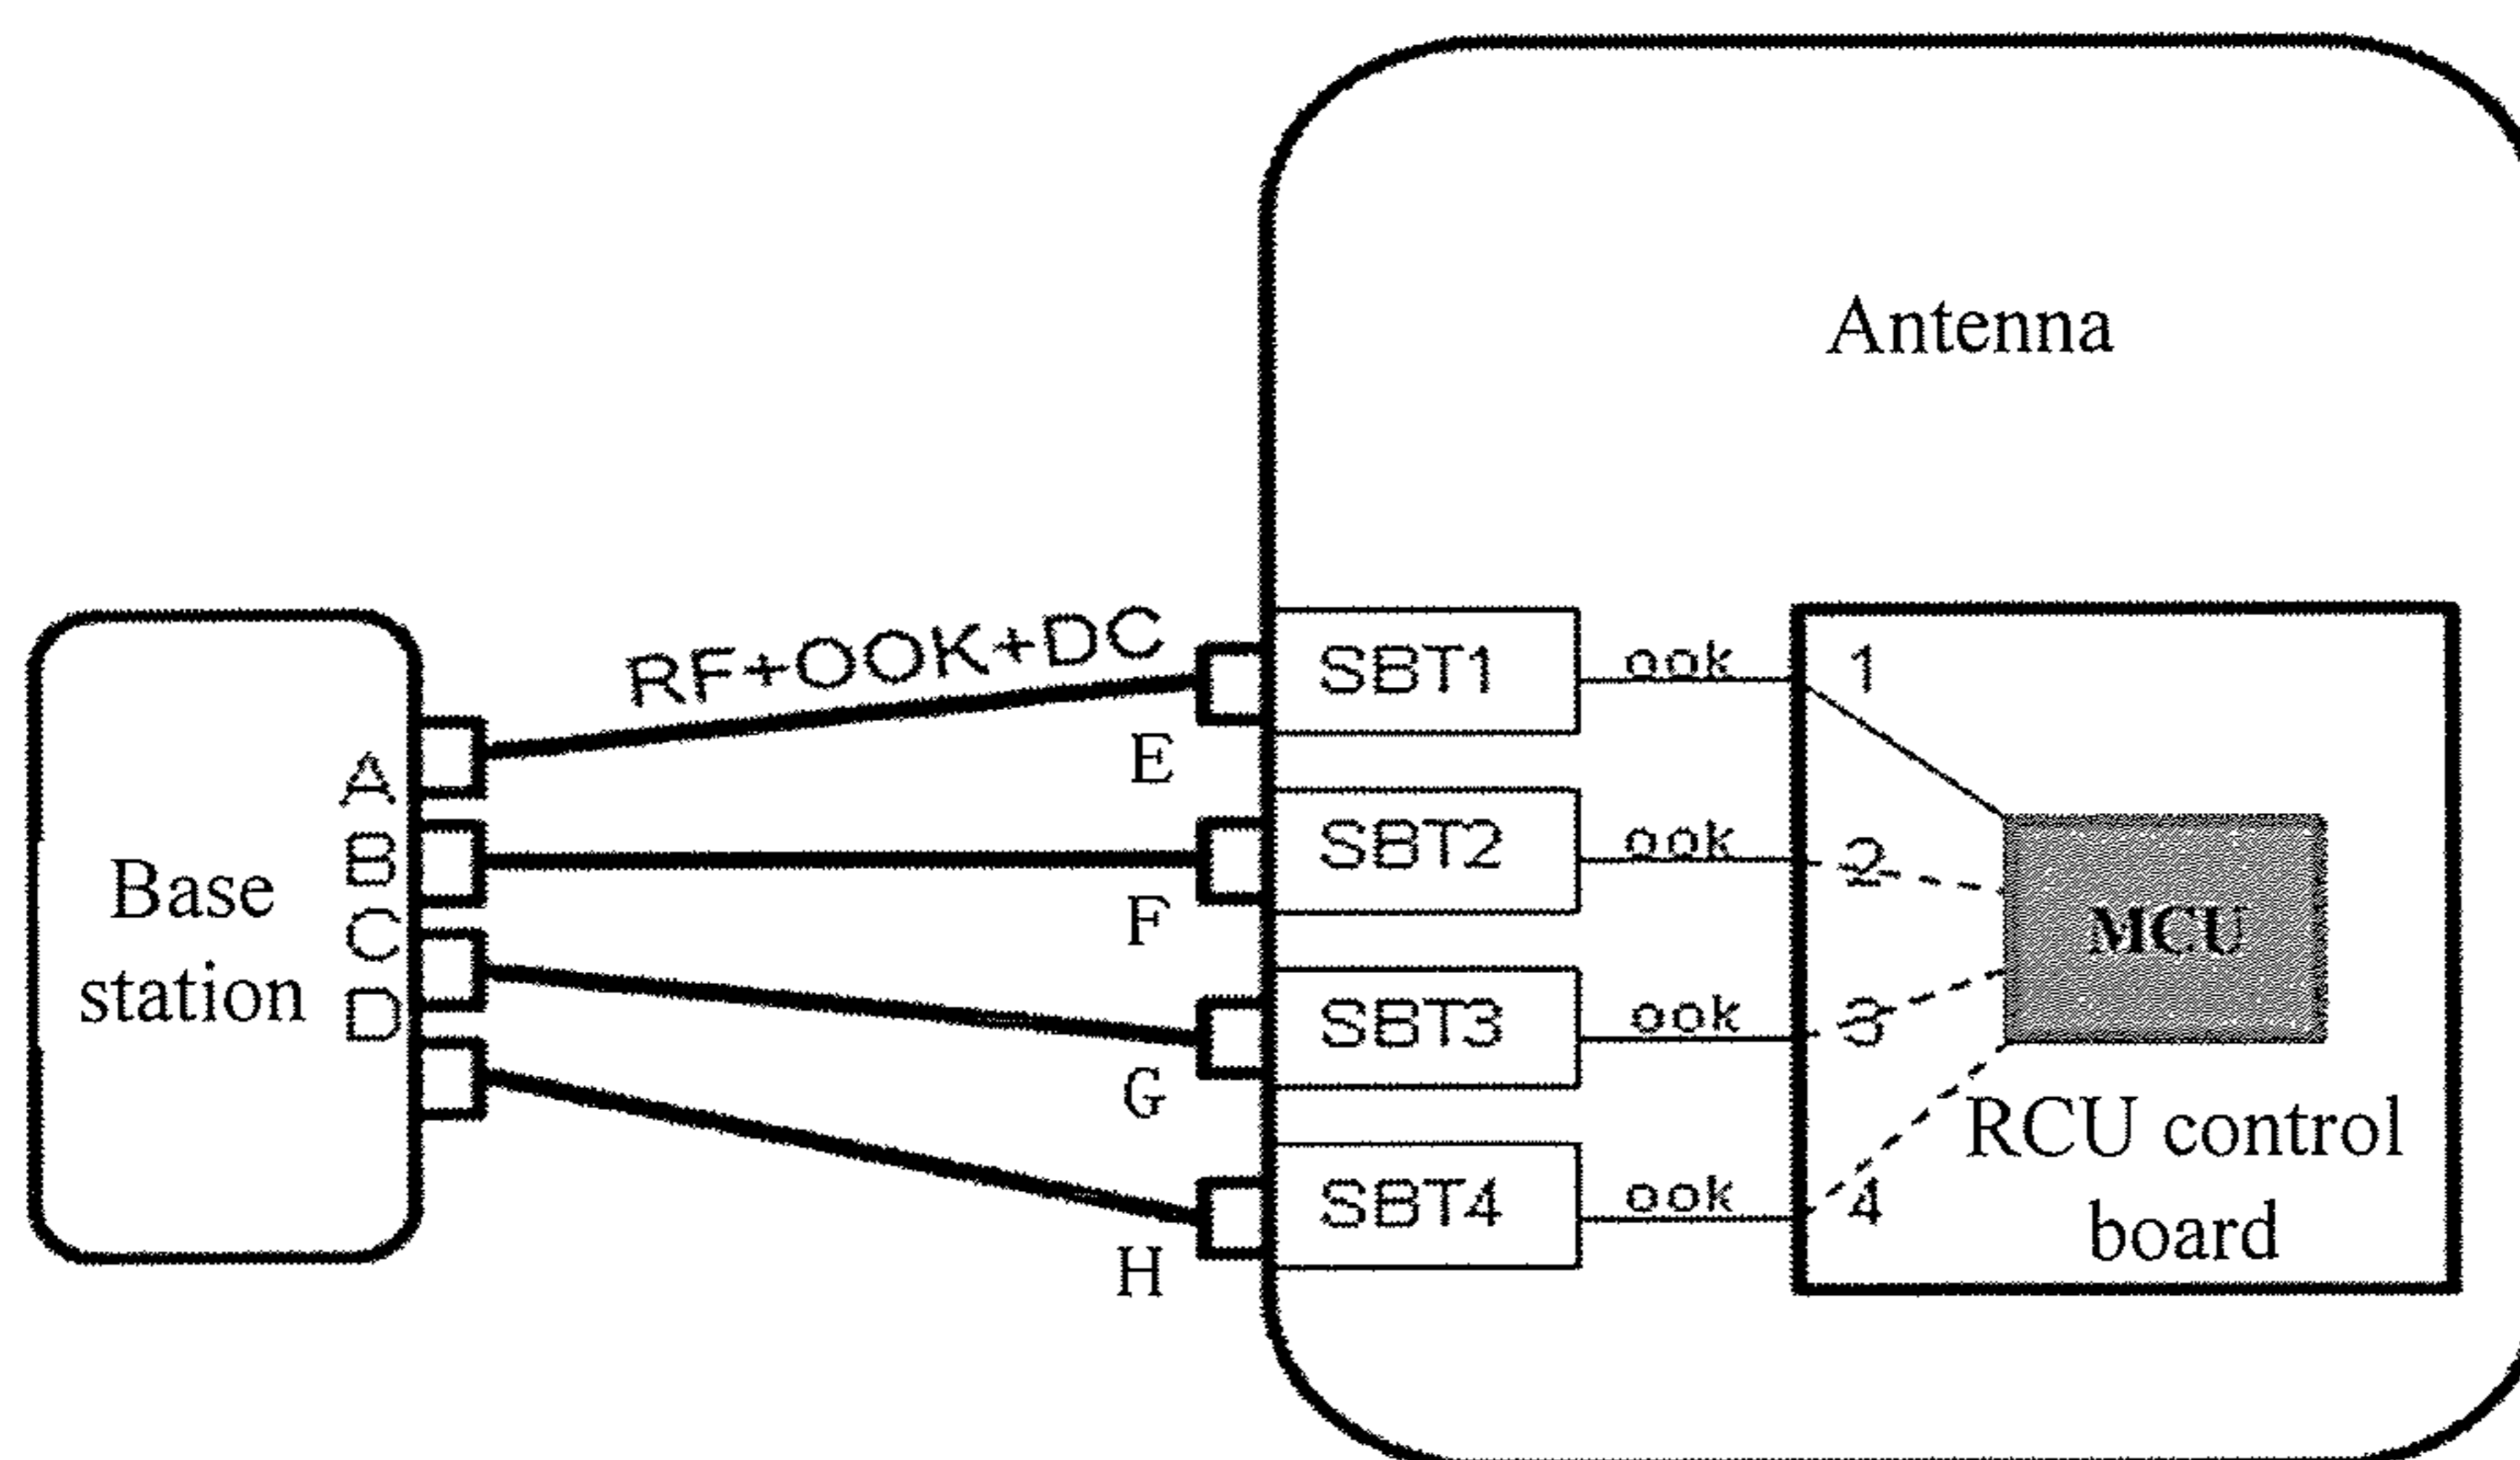 Antenna
RF+OOK+DC
SBT1
ook
1
E
A
SBT2
ook
2
B
Base
station
C
D
F
MCU
SBT3
ook
3
G
RCU control
board
SBT4
ook
4
H